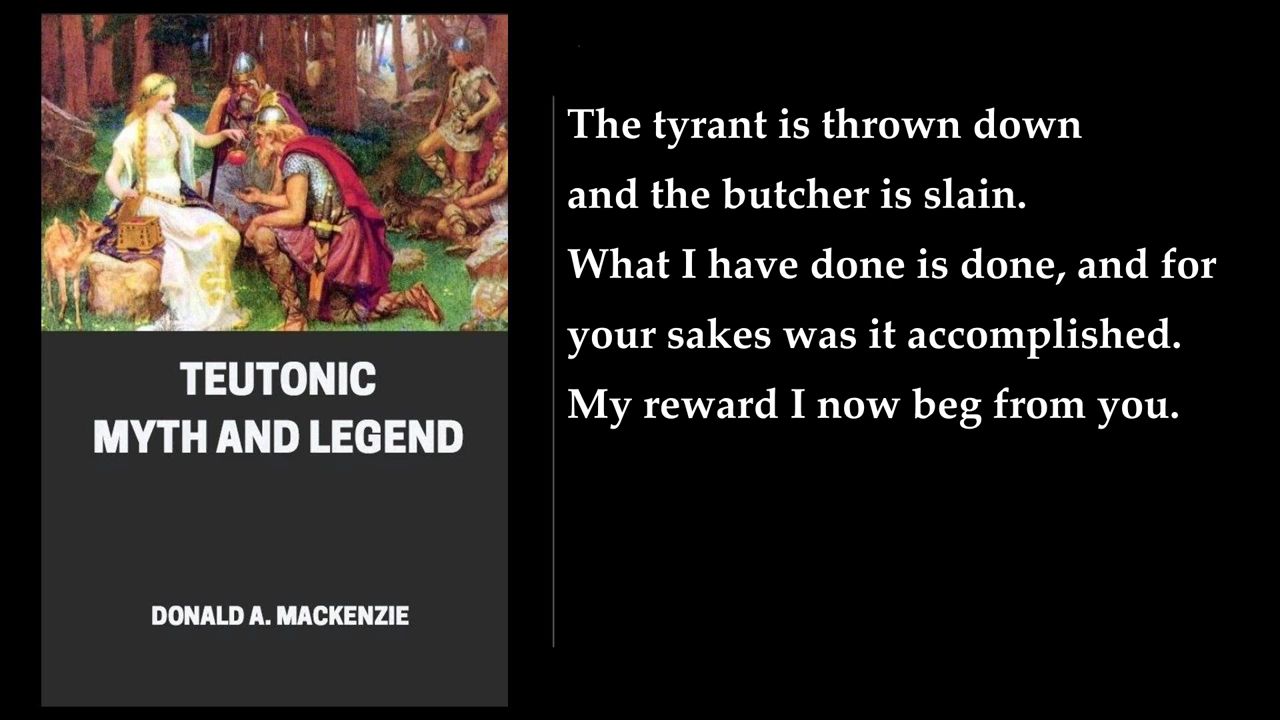 TEUTONIC
MYTH AND LEGEND
DONALD A. MACKENZIE
The tyrant is thrown down
and the butcher is slain.
What I have done is done, and for
your sakes was it accomplished.
My reward I now beg from you.